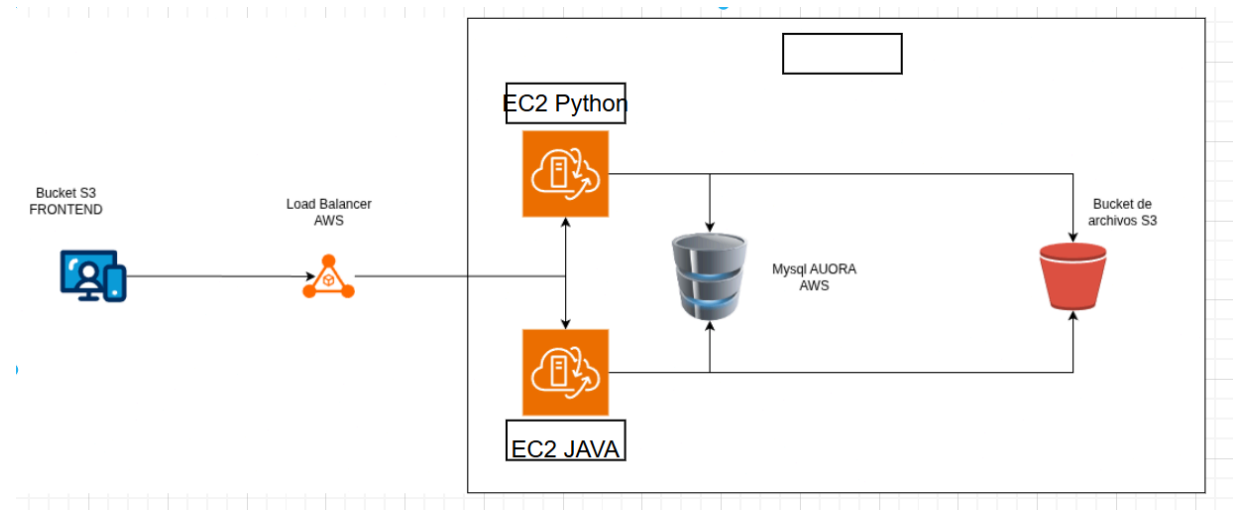 EC2 Python
Bucket S3
FRONTEND
Load Balancer
AWS
Bucket de
archivos S3
Mysql AUORA
AWS
EC2 JAVA